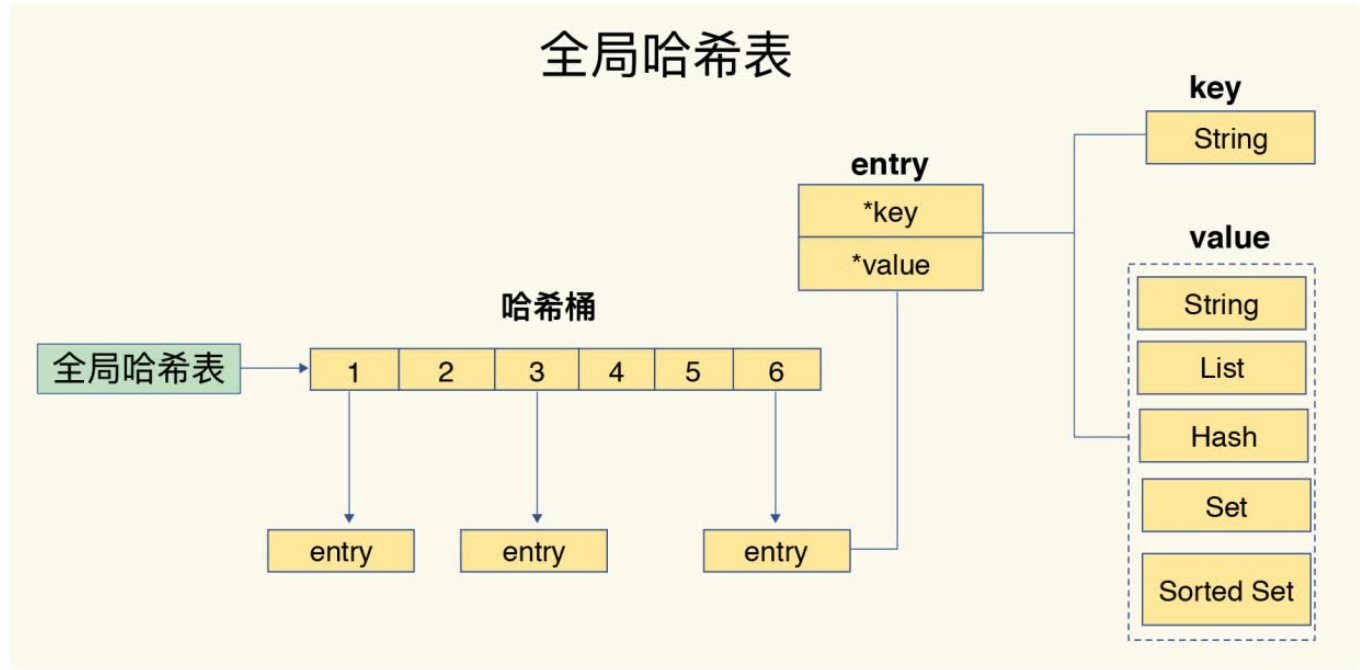 全局哈希表
key
String
entry
*key
*value
value
String
List
Hash
Set
Sorted Set
哈希桶
全局哈希表
1 2 3 4 5 6
entry entry entry